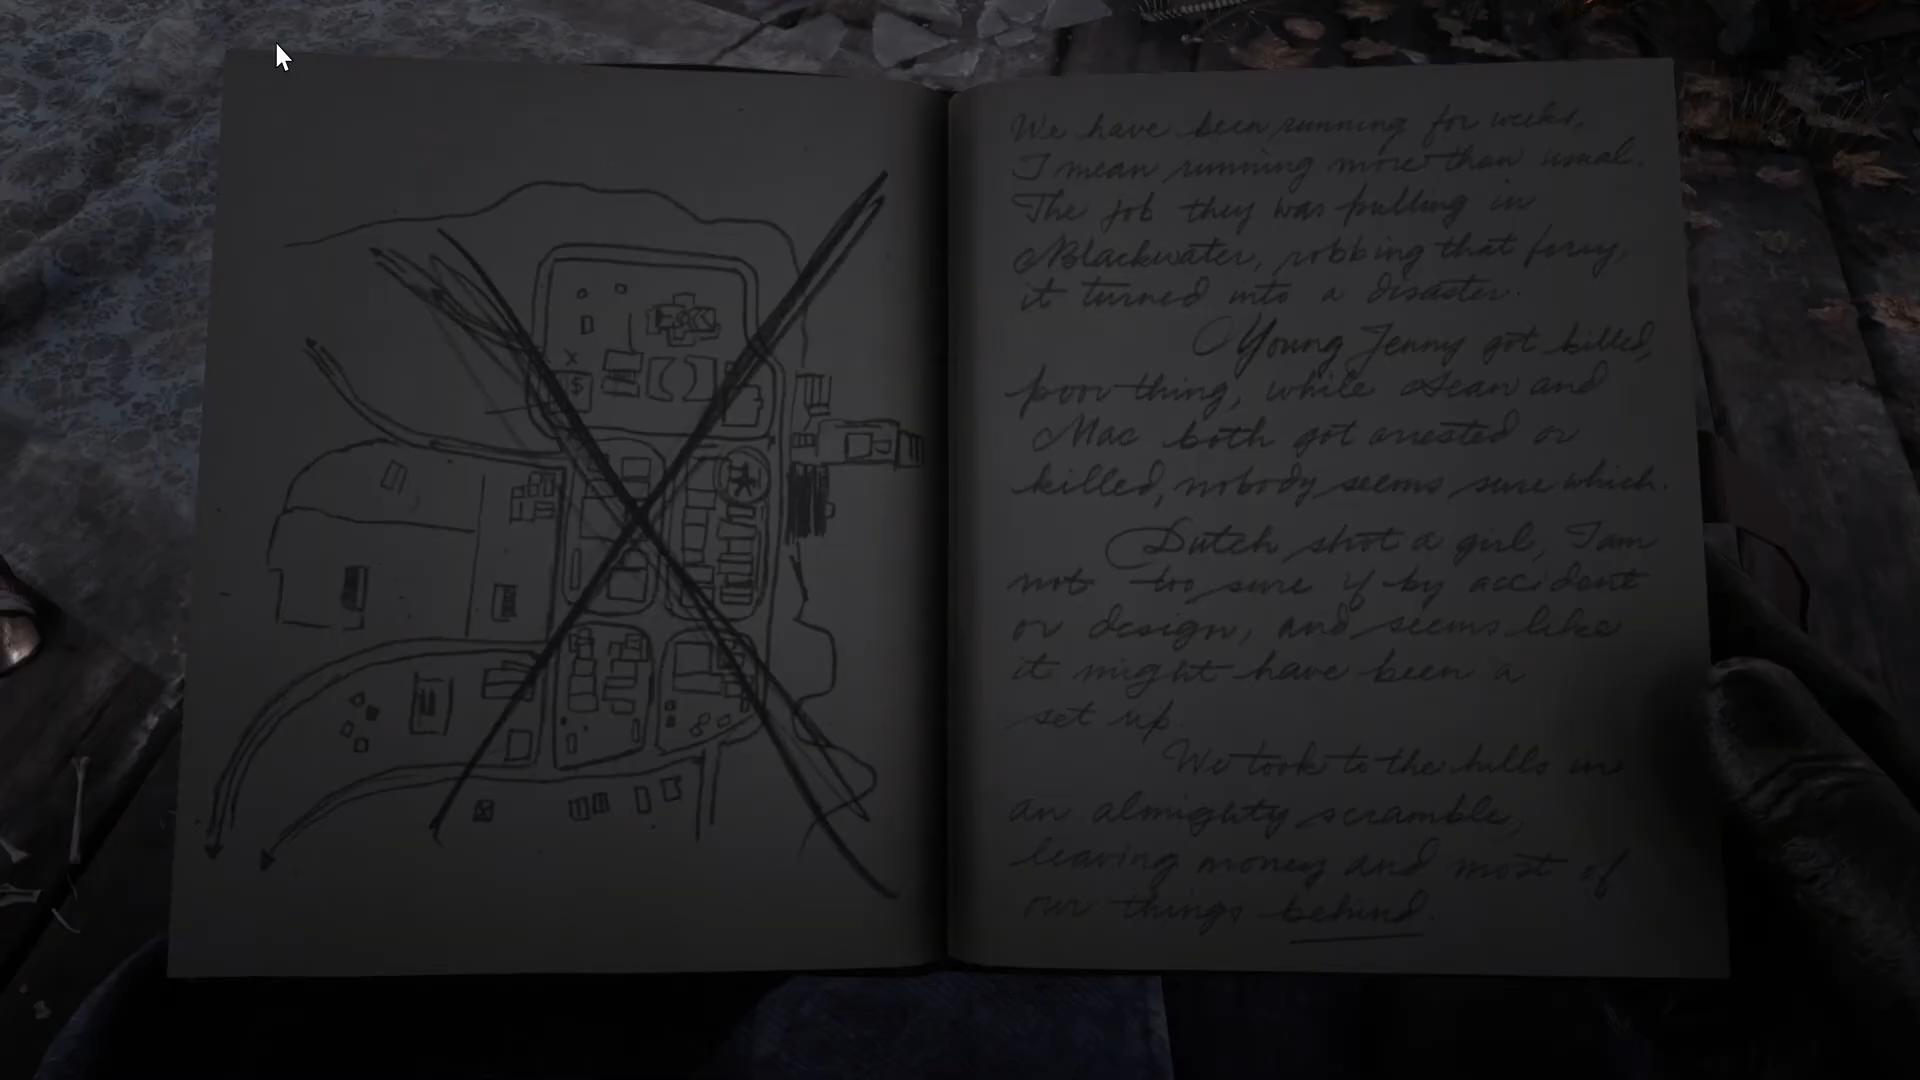 $
We have been running for weeks.
I mean running more than usual.
The job they was pulling in
Blackwater, robbing that ferry,
it turned into a disaster.
Young Jenny got killed,
poor thing, while Sean and
Mac both got arrested or
killed, nobody seems sure which.
Dutch shot a girl, I am
not too sure if by accident
or design, and seems like
it might have been a
set up.
We took to the hills in
an almighty scramble,
leaving money and most of
our things behind.